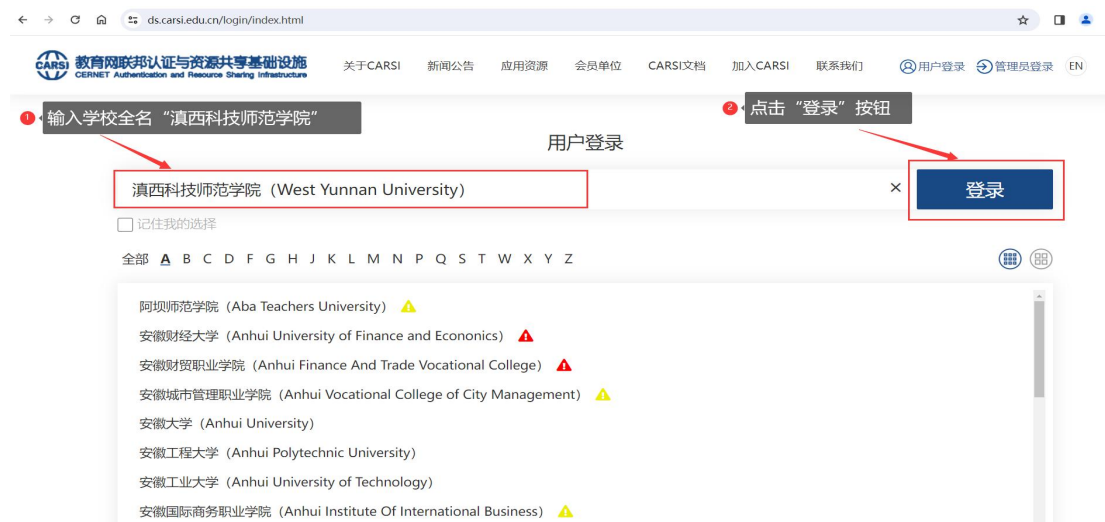 ds.carsi.edu.cn/login/index.html
CARSI 教育网联邦认证与资源共享基础设施
CERNET Authentication and Resource Sharing Infrastructure
关于CARSI 新闻公告 应用资源 会员单位 CARSI文档 加入CARSI 联系我们 用户登录 管理员登录 EN
1 输入学校全名“滇西科技师范学院”
2 点击“登录”按钮
用户登录
滇西科技师范学院（West Yunnan University） × 登录
记住我的选择
全部 A B C D F G H J K L M N P Q S T W X Y Z
阿坝师范学院（Aba Teachers University）
安徽财经大学（Anhui University of Finance and Econonics）
安徽财贸职业学院（Anhui Finance And Trade Vocational College）
安徽城市管理职业学院（Anhui Vocational College of City Management）
安徽大学（Anhui University）
安徽工程大学（Anhui Polytechnic University）
安徽工业大学（Anhui University of Technology）
安徽国际商务职业学院（Anhui Institute Of International Business）